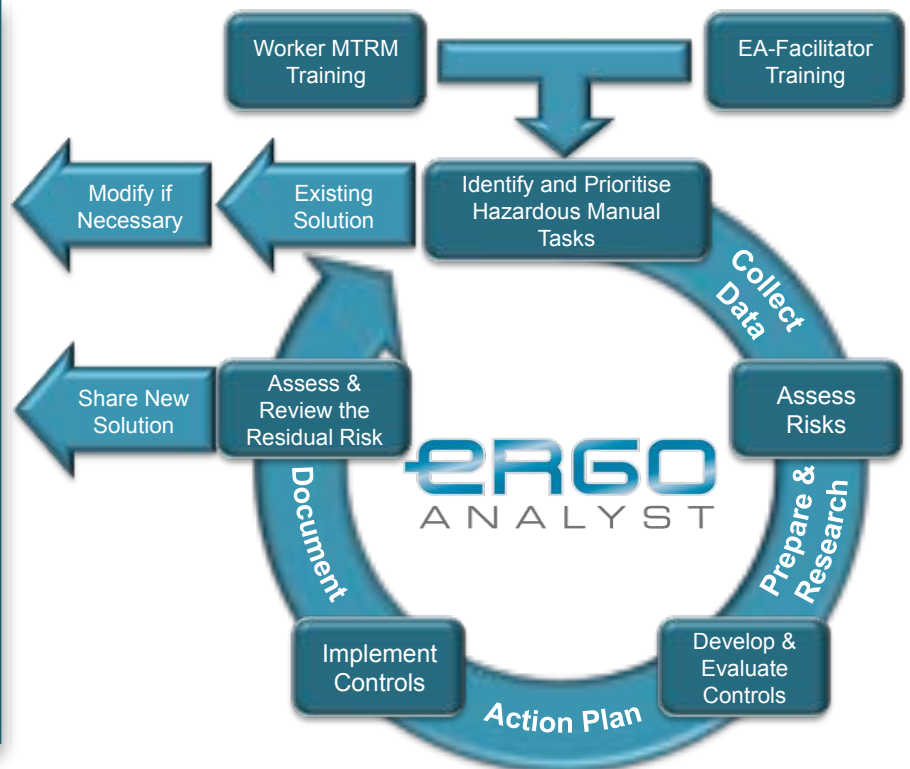 Worker MTRM
Training
EA-Facilitator
Training
Modify if
Necessary
Existing
Solution
Identify and Prioritise
Hazardous Manual
Tasks
Collect
Data
Share New
Solution
Assess &
Review the
Residual Risk
Assess
Risks
eRGO
ANALYST
Document
Prepare &
Research
Implement
Controls
Develop &
Evaluate
Controls
Action Plan